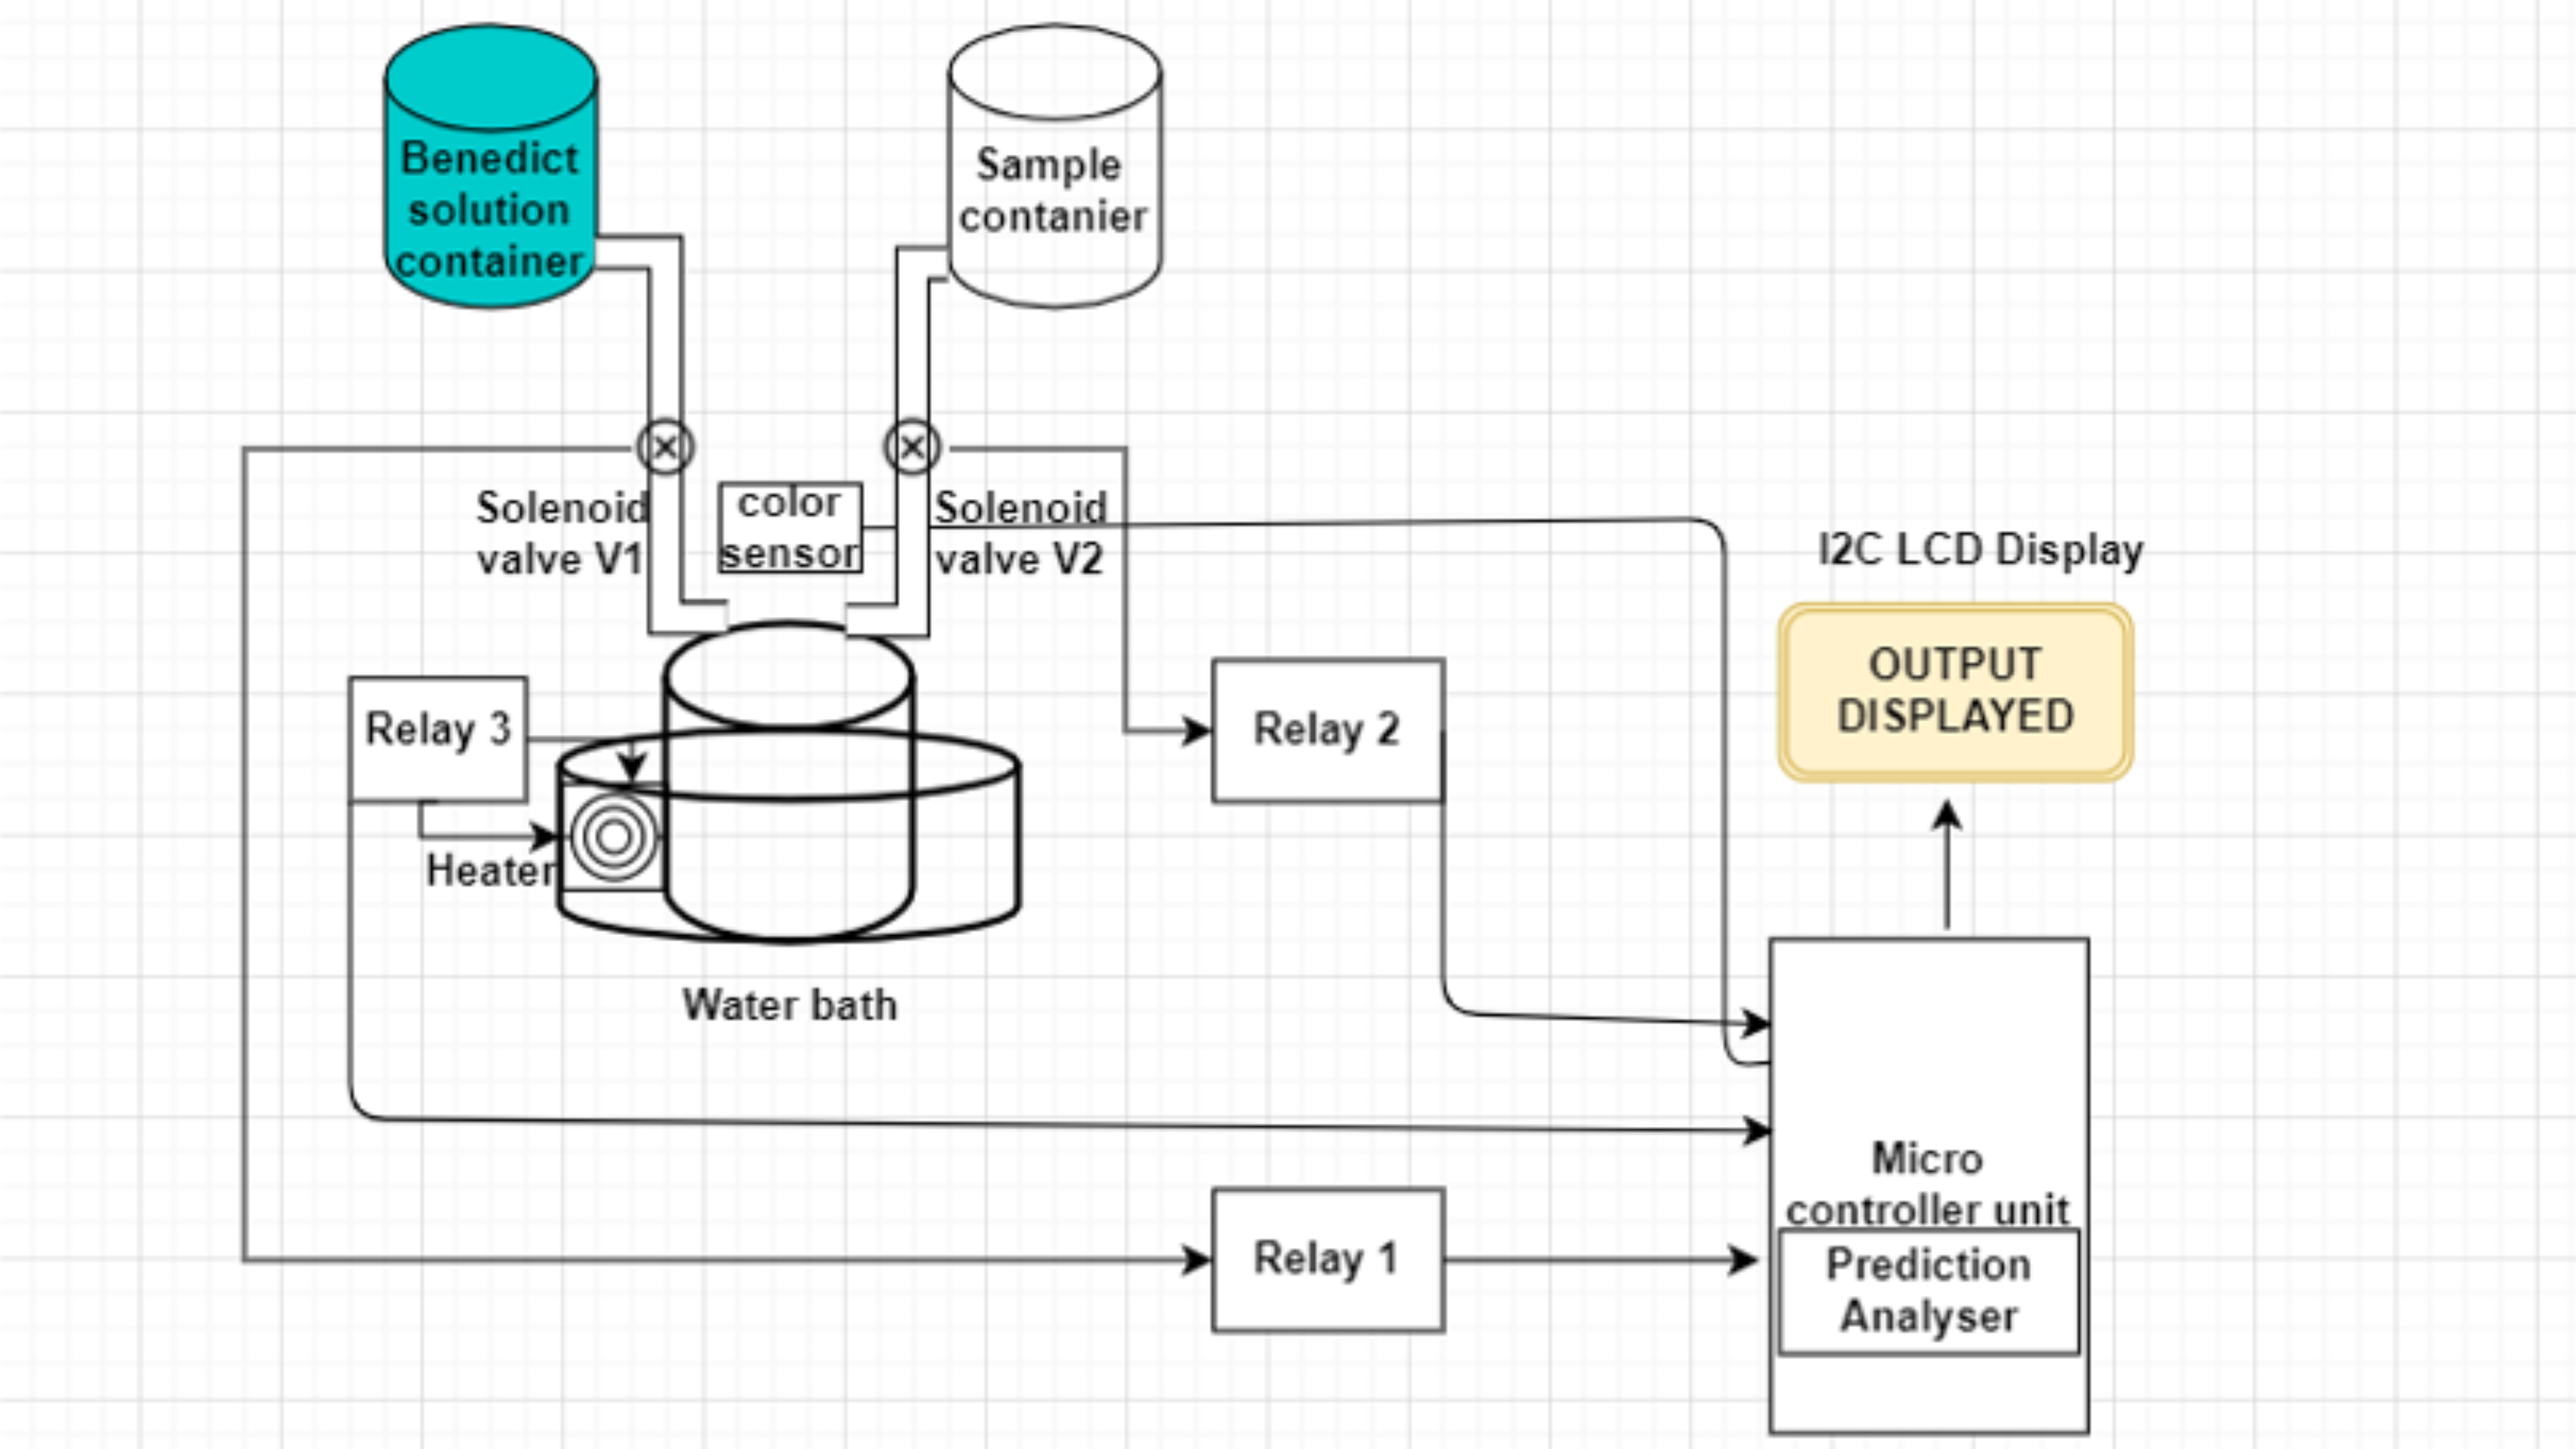 Benedict
solution
container
Sample
contanier
Solenoid
valve V1
color
sensor
Solenoid
valve V2
I2C LCD Display
OUTPUT
DISPLAYED
Relay 3
Relay 2
Heater
Water bath
Micro
controller unit
Prediction
Analyser
Relay 1